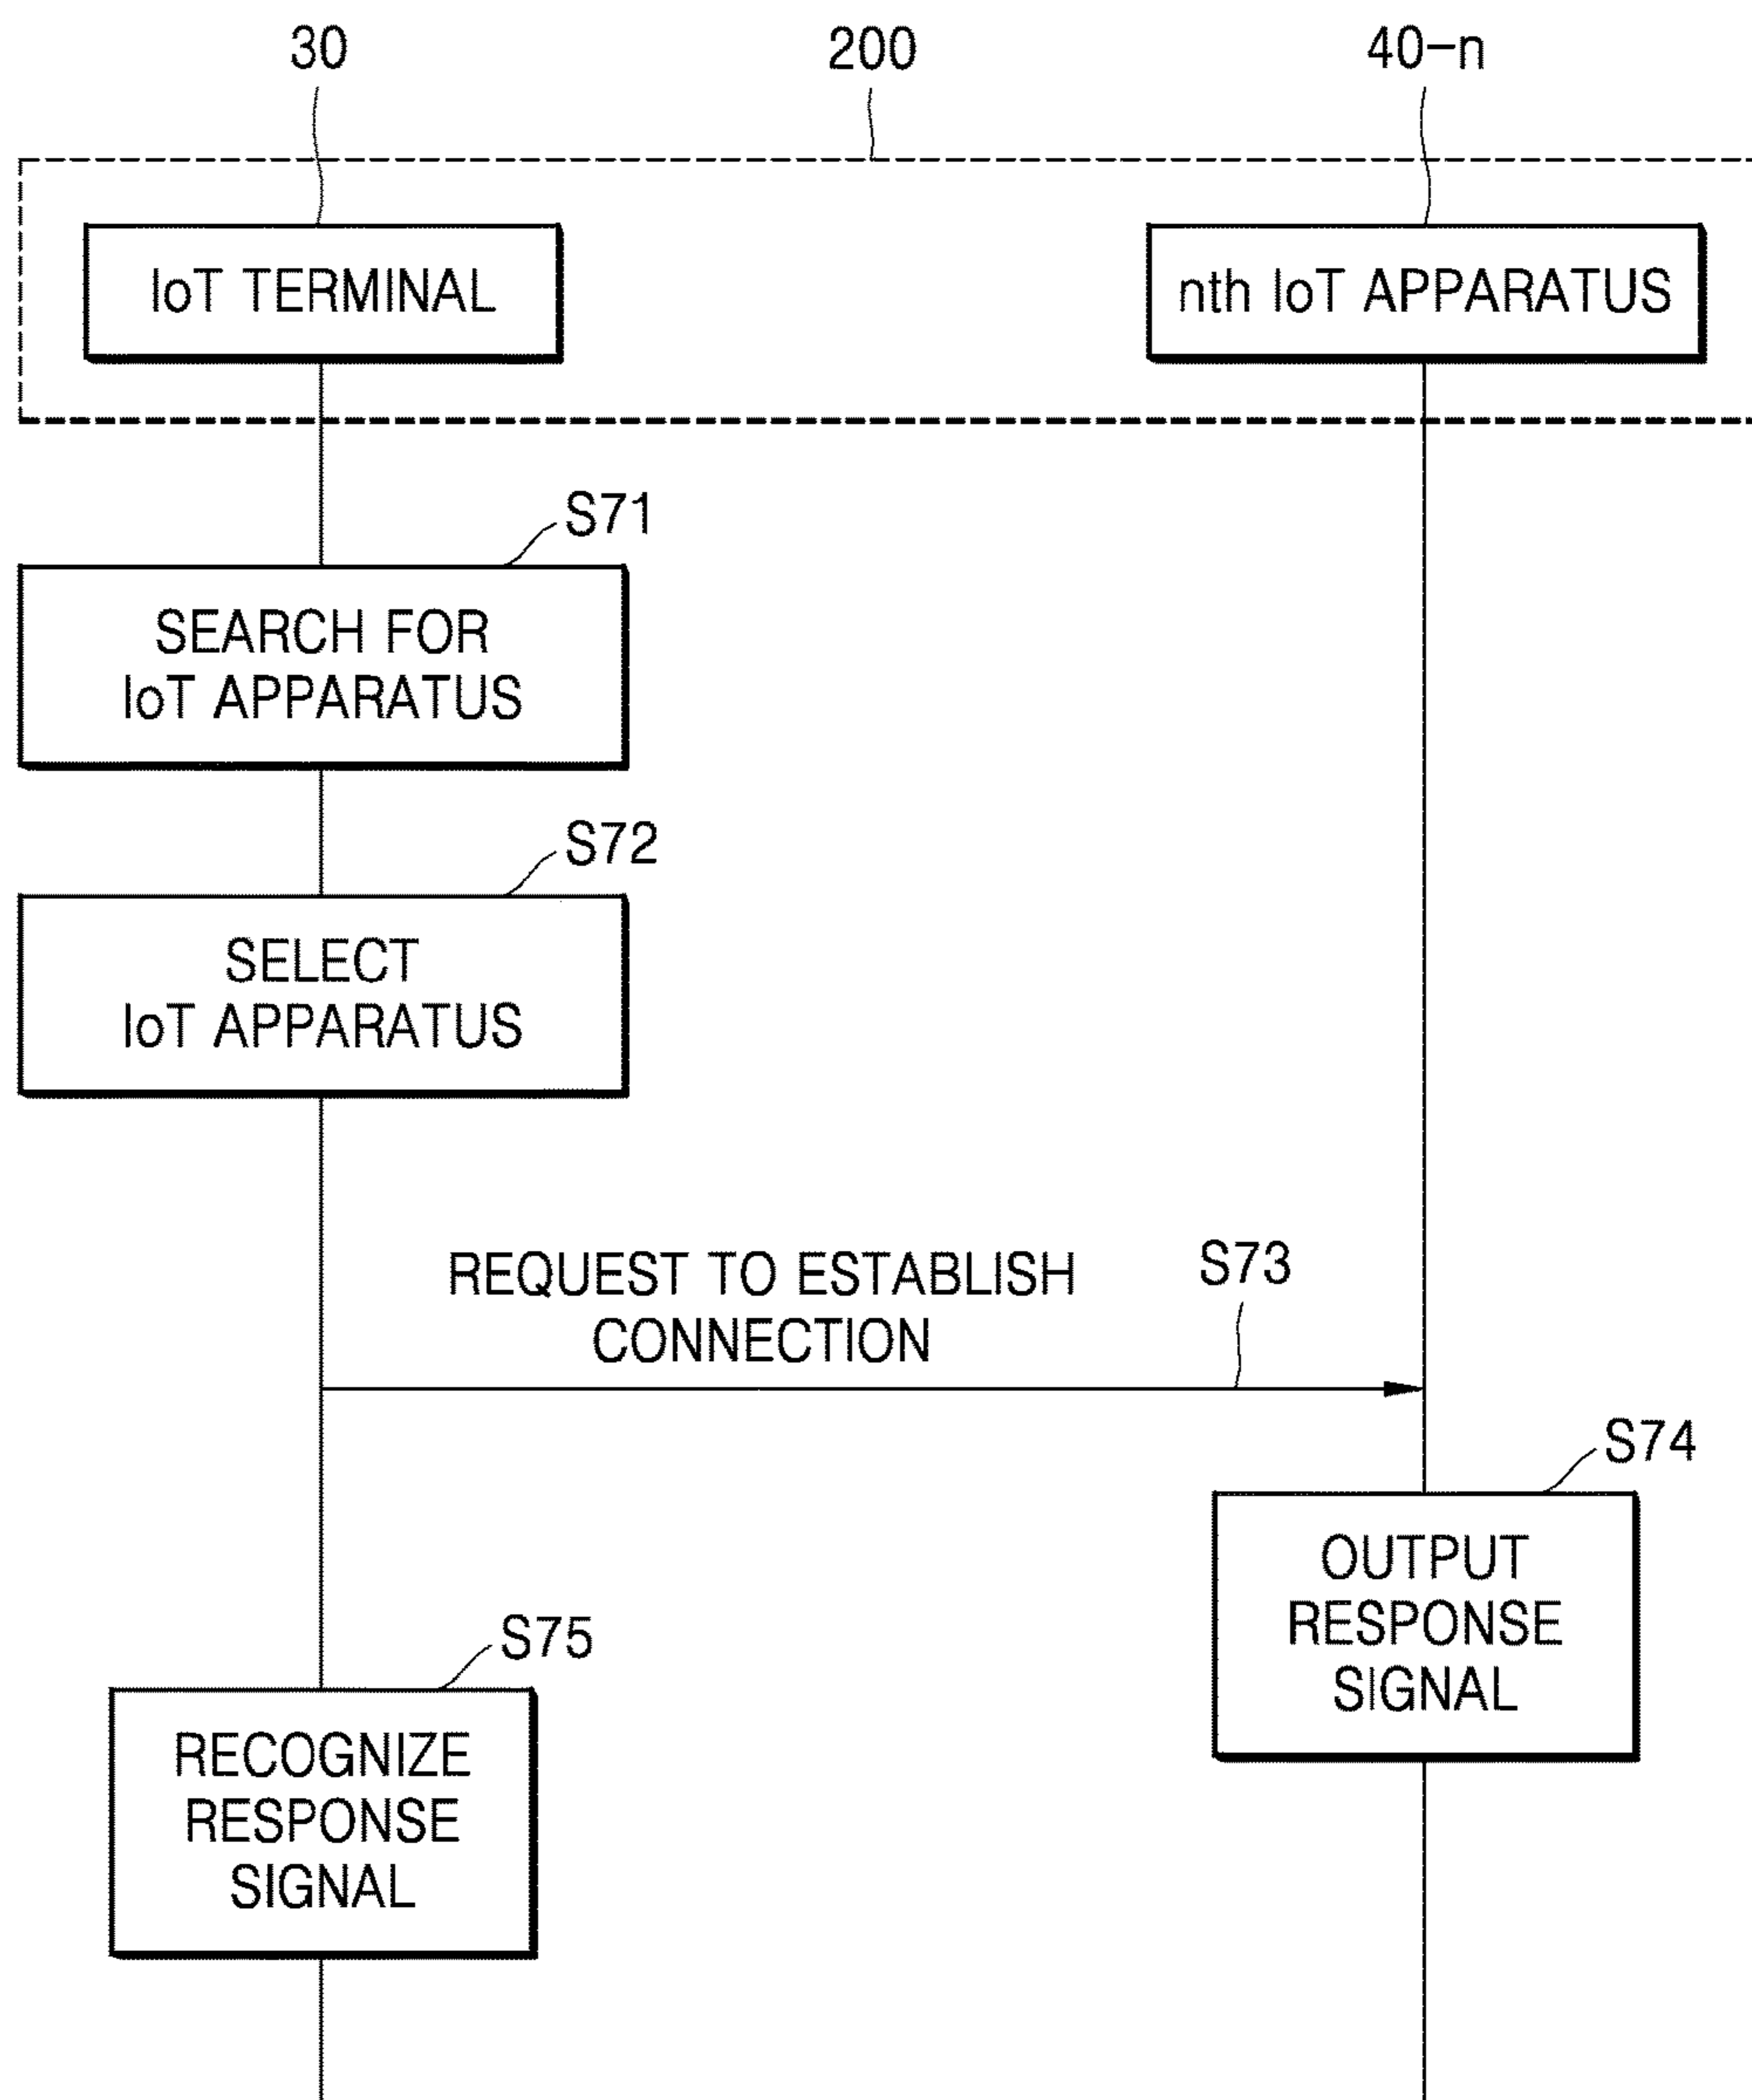 30
200
40-n
IoT TERMINAL
nth IoT APPARATUS
S71
SEARCH FOR
IoT APPARATUS
S72
SELECT
IoT APPARATUS
REQUEST TO ESTABLISH
CONNECTION
S73
S74
OUTPUT
RESPONSE
SIGNAL
S75
RECOGNIZE
RESPONSE
SIGNAL